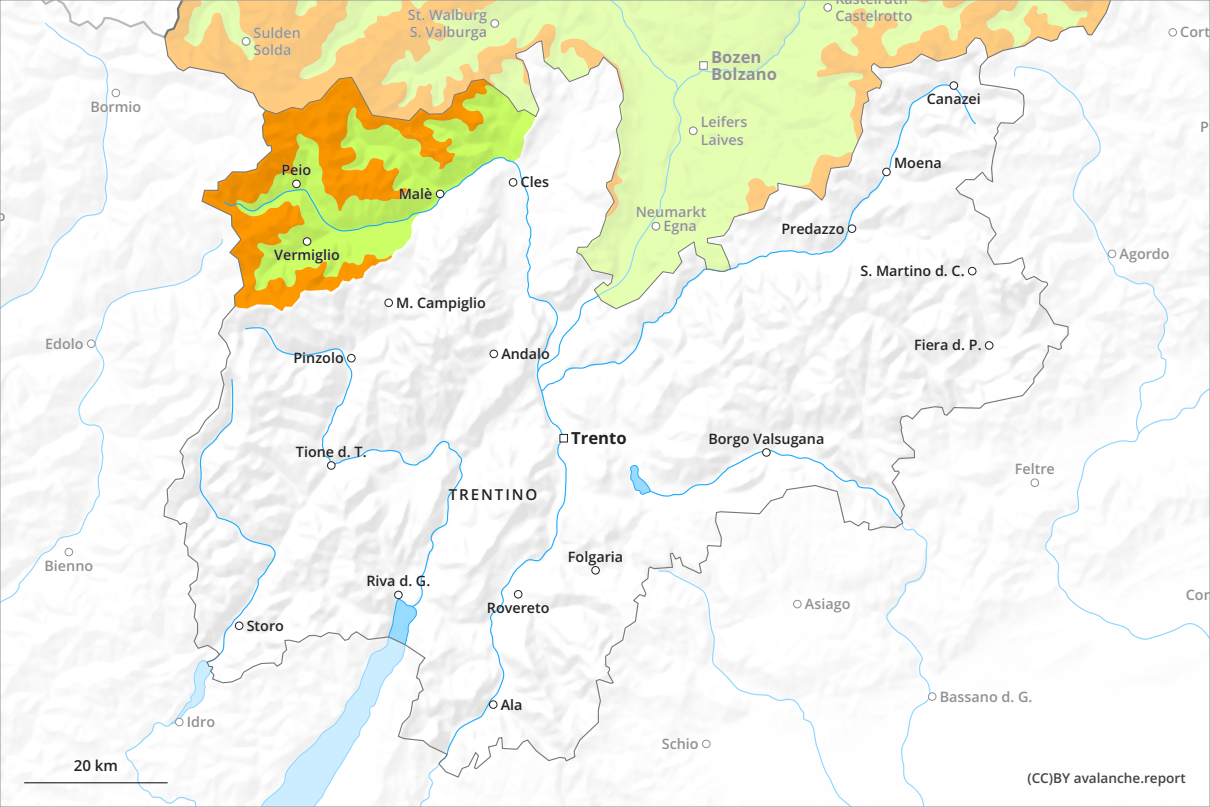 Kastelruth
Castelrotto
St. Walburg
S. Valburga
Sulden
Solda
Cort
Bozen
Bolzano
Bormio
Canazei
Leifers
Laives
P
Moena
Peio
Cles
Malè
Neumarkt
Egna
Predazzo
Agordo
Vermiglio
S. Martino d. C.
M. Campiglio
Edolo
Fiera d. P.
Andalo
Pinzolo
Trento
Borgo Valsugana
Tione d. T.
Feltre
TRENTINO
Folgaria
Bienno
Riva d. G.
Cor
Rovereto
Asiago
Storo
Bassano d. G.
Ala
Idro
Schio
20 km
(CC)BY avalanche.report